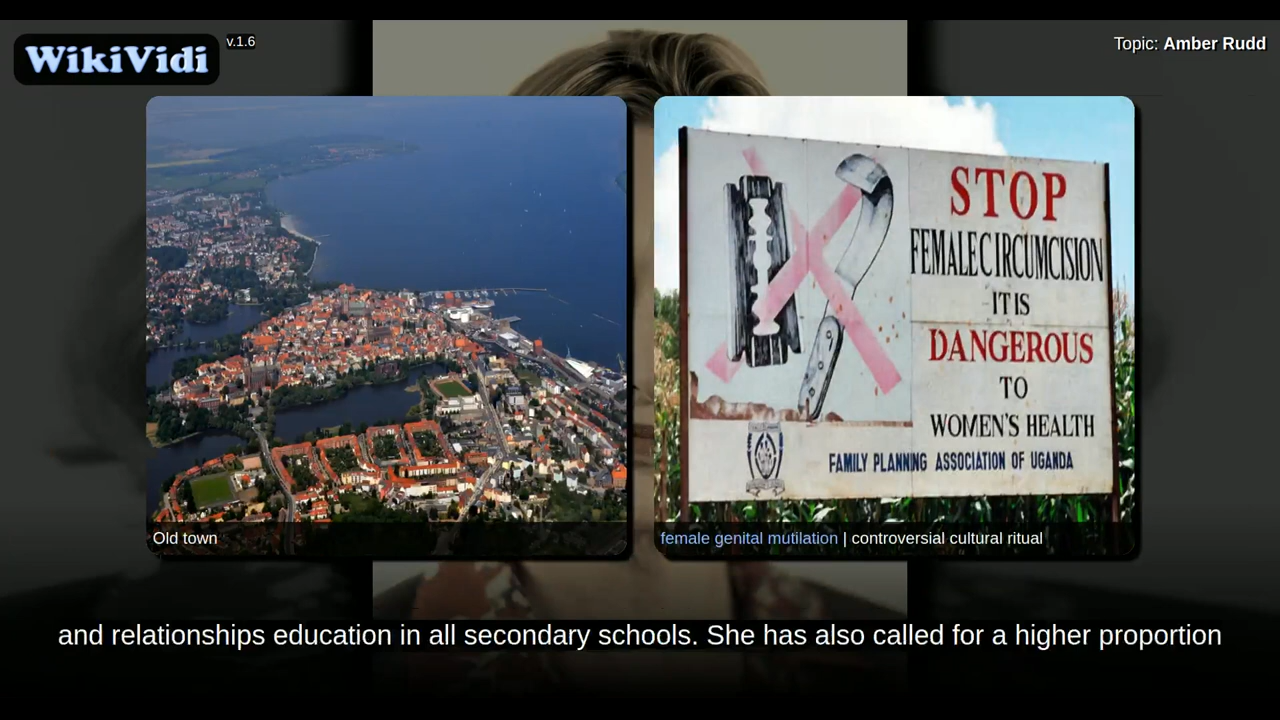 WikiVidi
v.1.6
Topic: Amber Rudd
STOP
FEMALE CIRCUMCISION
IT IS
DANGEROUS
TO
WOMEN'S HEALTH
FAMILY PLANNING ASSOCIATION OF UGANDA
Old town
female genital mutilation | controversial cultural ritual
and relationships education in all secondary schools. She has also called for a higher proportion